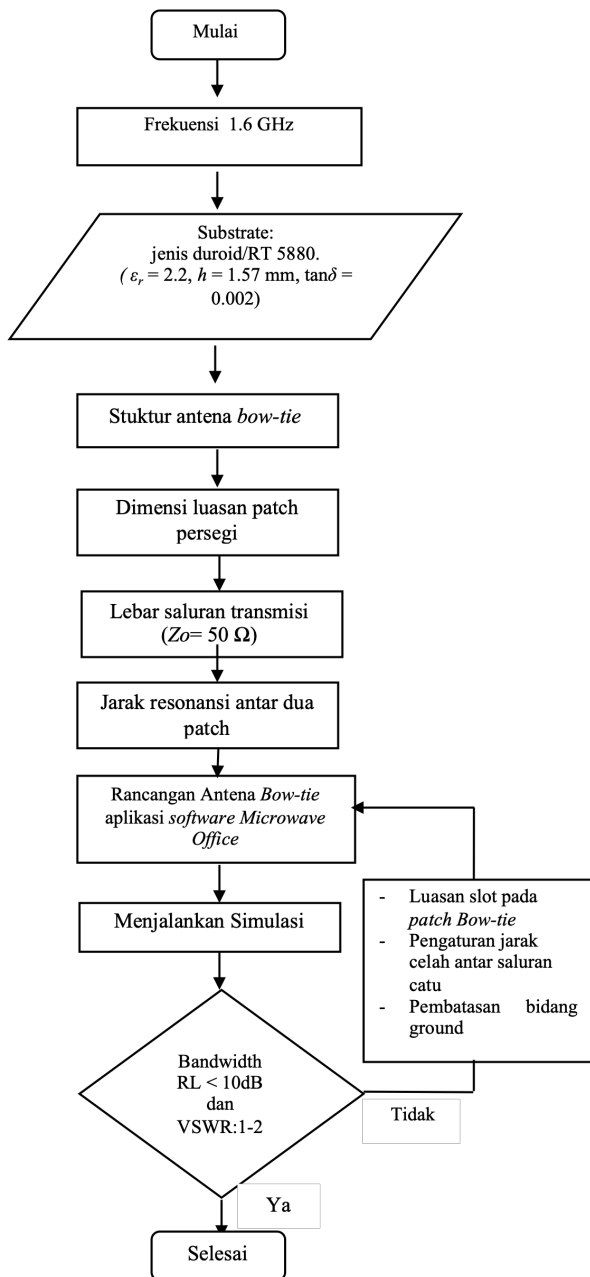 Mulai
Frekuensi 1.6 GHz
Substrate:
jenis duroid/RT 5880.
( εr = 2.2, h = 1.57 mm, tanδ =
0.002)
Stuktur antena bow-tie
Dimensi luasan patch
persegi
Lebar saluran transmisi
(Zo= 50 Ω)
Jarak resonansi antar dua
patch
Rancangan Antena Bow-tie
aplikasi software Microwave
Office
Menjalankan Simulasi
- Luasan slot pada
patch Bow-tie
- Pengaturan jarak
celah antar saluran
catu
- Pembatasan bidang
ground
Bandwidth
RL < 10dB
dan
VSWR:1-2
Tidak
Ya
Selesai